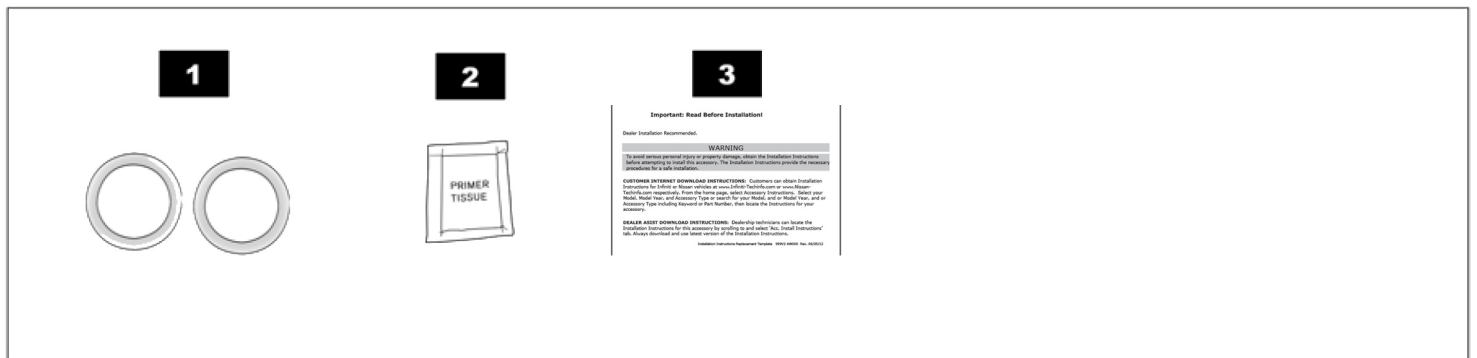 1
2
3
PRIMER
TISSUE
Important: Read Before Installation!
Dealer Installation Recommended.
WARNING
To avoid serious personal injury or property damage, obtain the Installation Instructions
before attempting to install this accessory. The Installation Instructions provide the necessary
procedures for a safe installation.
CUSTOMER INTERNET DOWNLOAD INSTRUCTIONS: Customers can obtain Installation
Instructions for Infiniti or Nissan vehicles at www.Infiniti-Techinfo.com or www.Nissan-
Techinfo.com respectively. From the home page, select Accessory Instructions. Select your
Model, Model Year, and Accessory Type or search for your Model, and or Model Year, and or
Accessory Type including Keyword or Part Number, then locate the Instructions for your
accessory.
DEALER ASIST DOWNLOAD INSTRUCTIONS: Dealership technicians can locate the
Installation Instructions for this accessory by scrolling to and select 'Acc. Install Instructions'
tab. Always download and use latest version of the Installation Instructions.
Installation Instructions Replacement Template